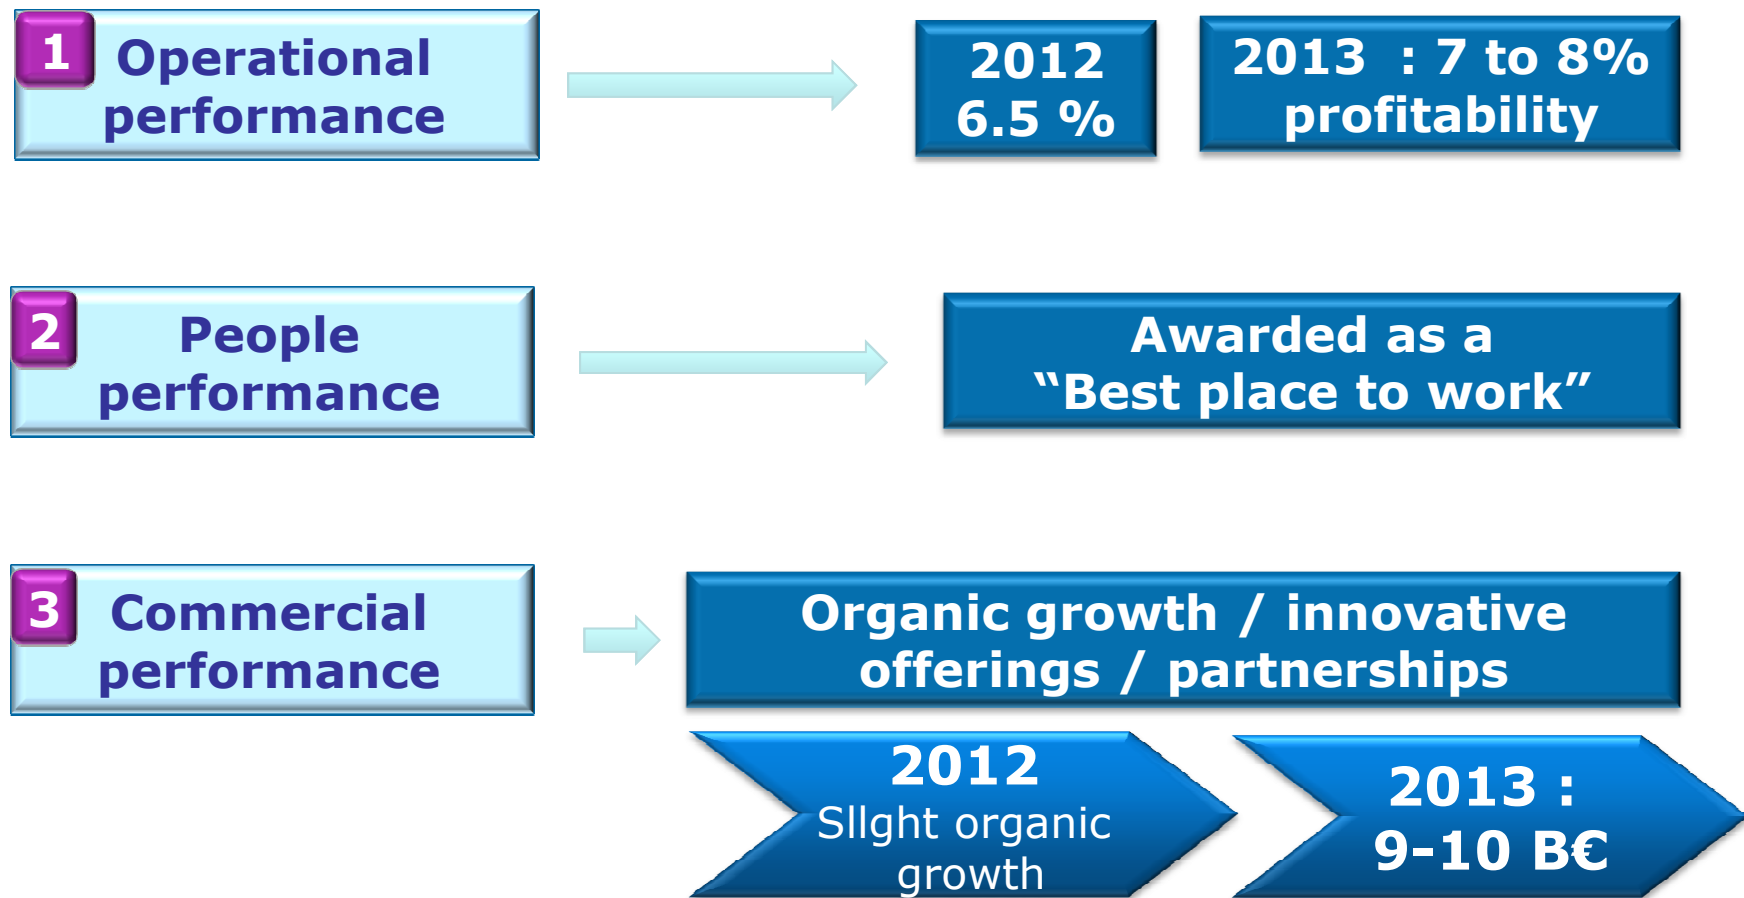 1
Operational
performance
2012
6.5 %
2013 : 7 to 8%
profitability
2
People
performance
Awarded as a
“Best place to work”
3
Commercial
performance
Organic growth / innovative
offerings / partnerships
2012
Sllght organic
growth
2013 :
9-10 B€